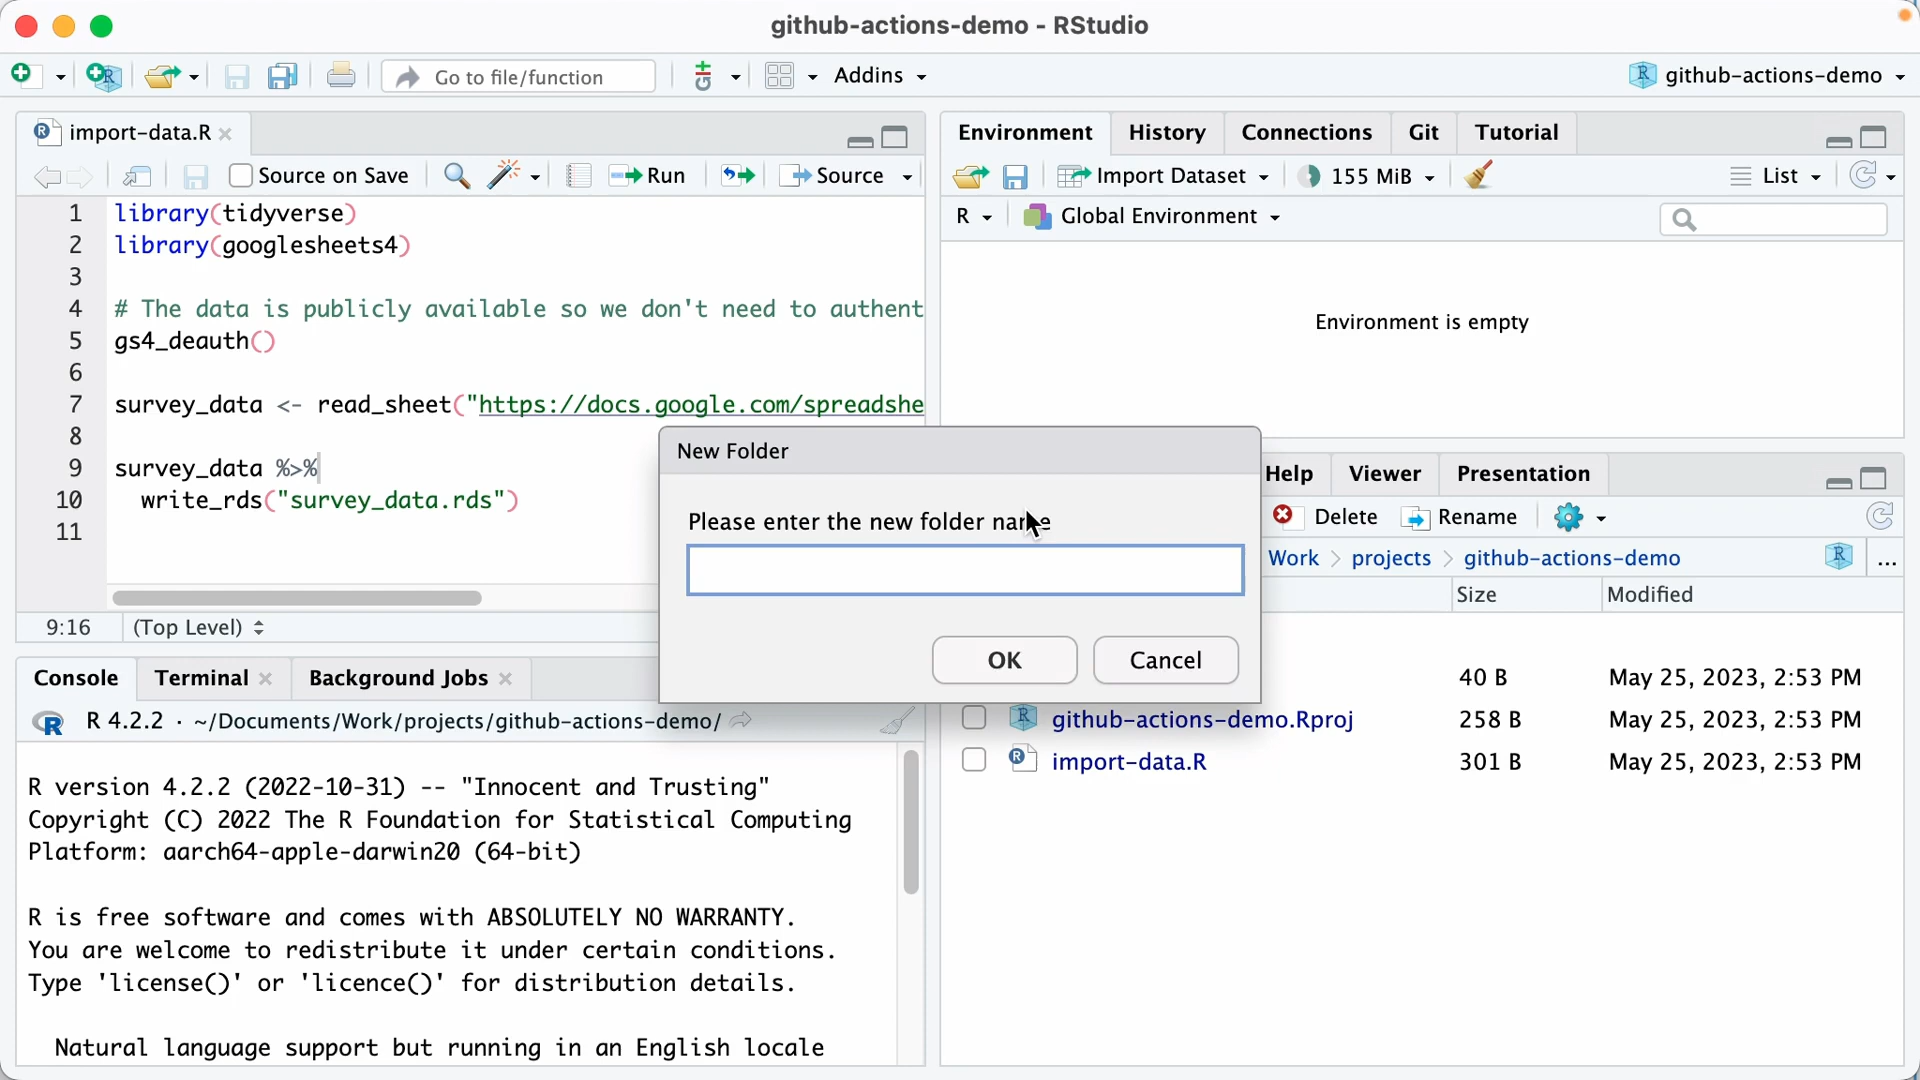 github-actions-demo - RStudio
Go to file/function
Addins
github-actions-demo
import-data.R
Source on Save
Run
Source
1 library(tidyverse)
2 library(googlesheets4)
3
4 # The data is publicly available so we don't need to authent
5 gs4_deauth()
6
7 survey_data <- read_sheet("https://docs.google.com/spreadshe
8
9 survey_data %>%
10 write_rds("survey_data.rds")
11
9:16 (Top Level)
Console Terminal Background Jobs
R 4.2.2 · ~/Documents/Work/projects/github-actions-demo/
R version 4.2.2 (2022-10-31) -- "Innocent and Trusting"
Copyright (C) 2022 The R Foundation for Statistical Computing
Platform: aarch64-apple-darwin20 (64-bit)
R is free software and comes with ABSOLUTELY NO WARRANTY.
You are welcome to redistribute it under certain conditions.
Type 'license()' or 'licence()' for distribution details.
Natural language support but running in an English locale
Environment History Connections Git Tutorial
Import Dataset 155 MiB List
R Global Environment
Environment is empty
New Folder
Please enter the new folder name
OK Cancel
Help Viewer Presentation
Delete Rename
Work projects github-actions-demo ...
Size Modified
40 B May 25, 2023, 2:53 PM
github-actions-demo.Rproj 258 B May 25, 2023, 2:53 PM
import-data.R 301 B May 25, 2023, 2:53 PM